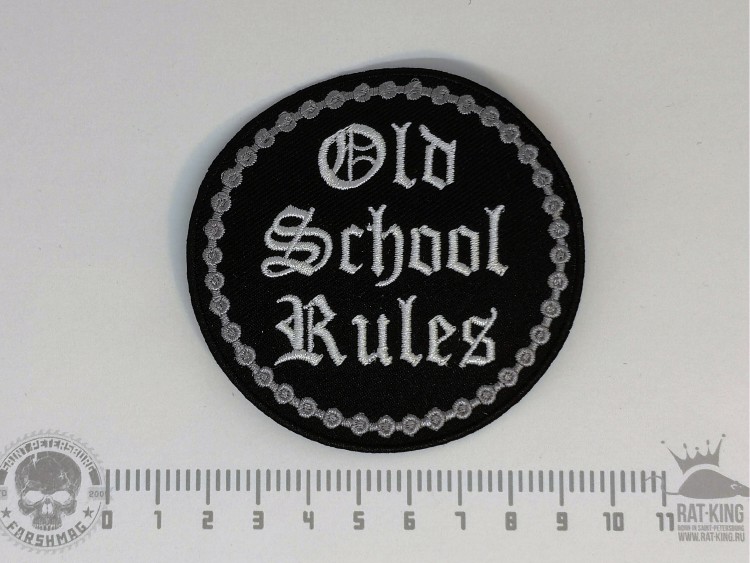 Old
School
Rules
SAINT PETERSBURG
FARSHMAG
0 1 2 3 4 5 6 7 8 9 10 11
RAT-KING
BORN IN SAINT-PETERSBURG
WWW.RAT-KING.RU